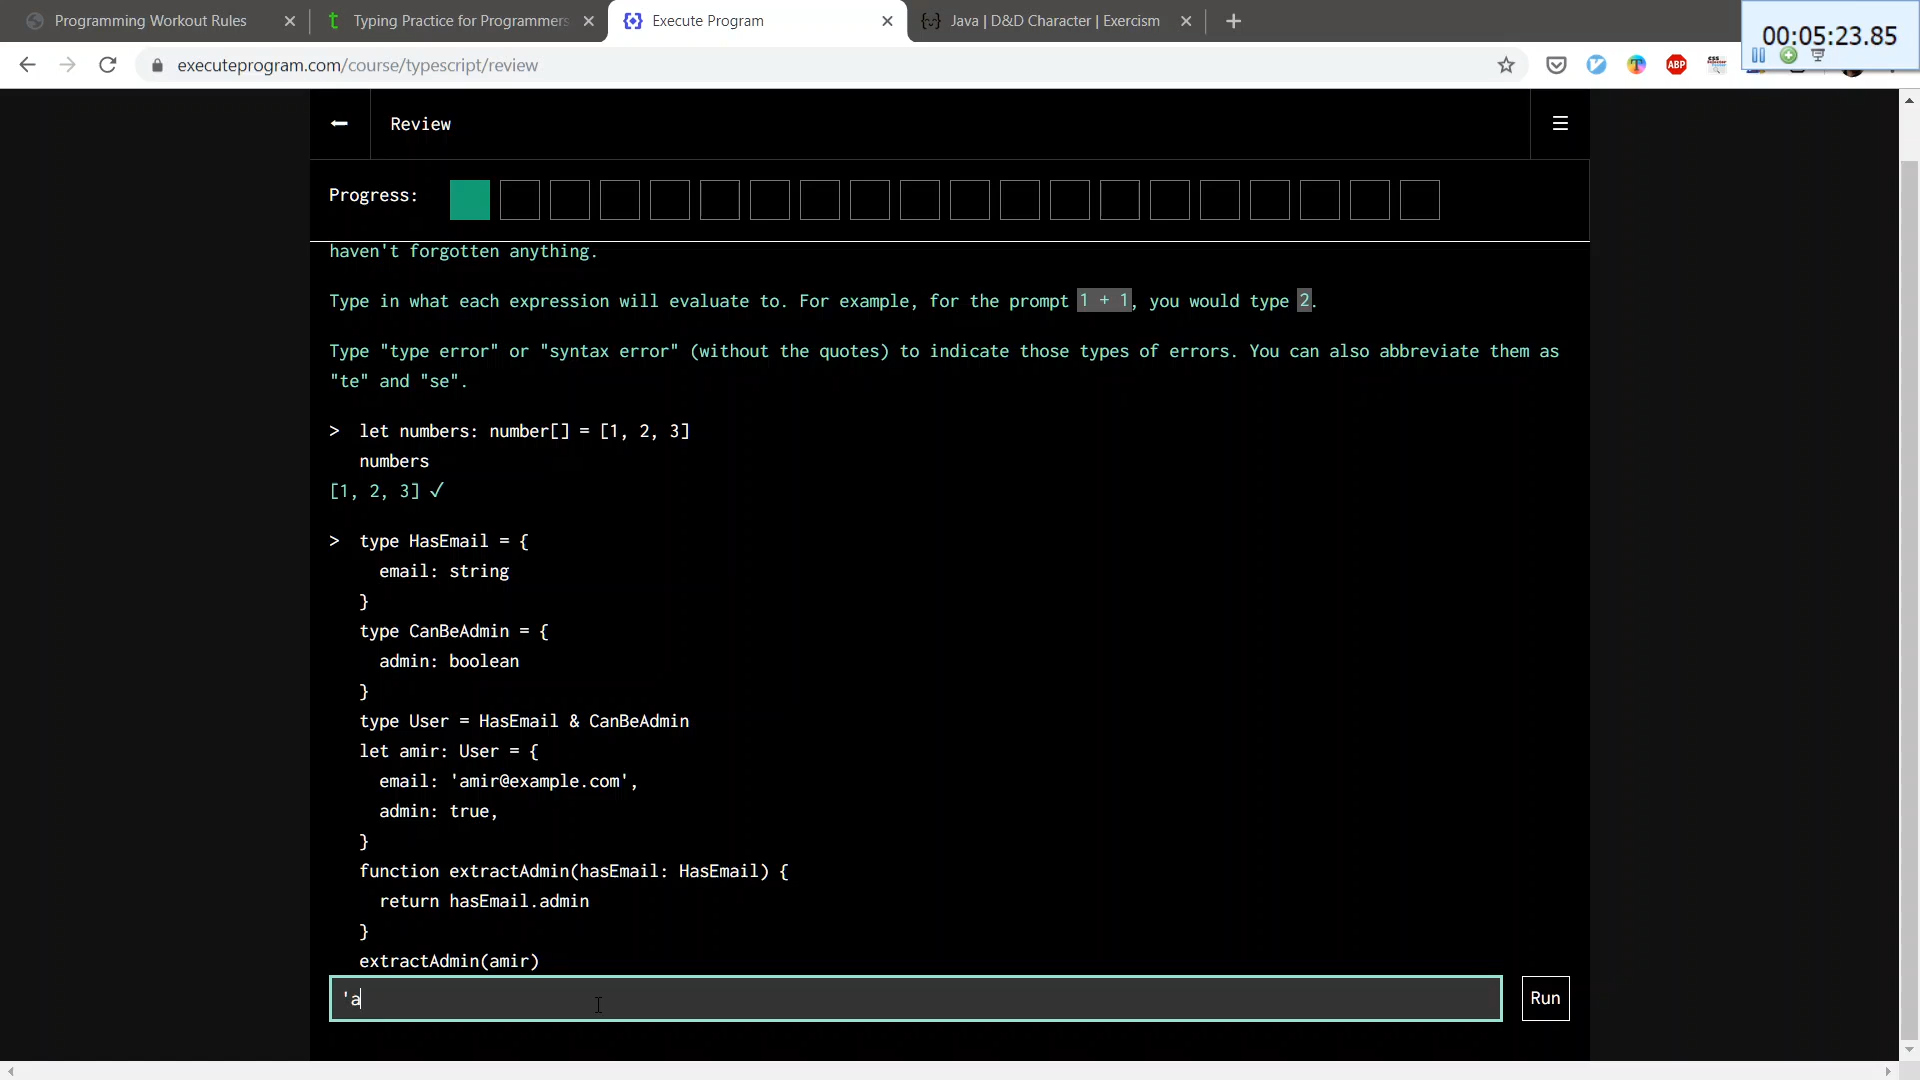 Programming Workout Rules
Typing Practice for Programmers
Execute Program
Java | D&D Character | Exercism
00:05:23.85
executeprogram.com/course/typescript/review
ABP
Review
Progress:
haven't forgotten anything.
Type in what each expression will evaluate to. For example, for the prompt 1 + 1, you would type 2.
Type "type error" or "syntax error" (without the quotes) to indicate those types of errors. You can also abbreviate them as
"te" and "se".
> let numbers: number[] = [1, 2, 3]
numbers
[1, 2, 3] ✓
> type HasEmail = {
email: string
}
type CanBeAdmin = {
admin: boolean
}
type User = HasEmail & CanBeAdmin
let amir: User = {
email: 'amir@example.com',
admin: true,
}
function extractAdmin(hasEmail: HasEmail) {
return hasEmail.admin
}
extractAdmin(amir)
'a
Run